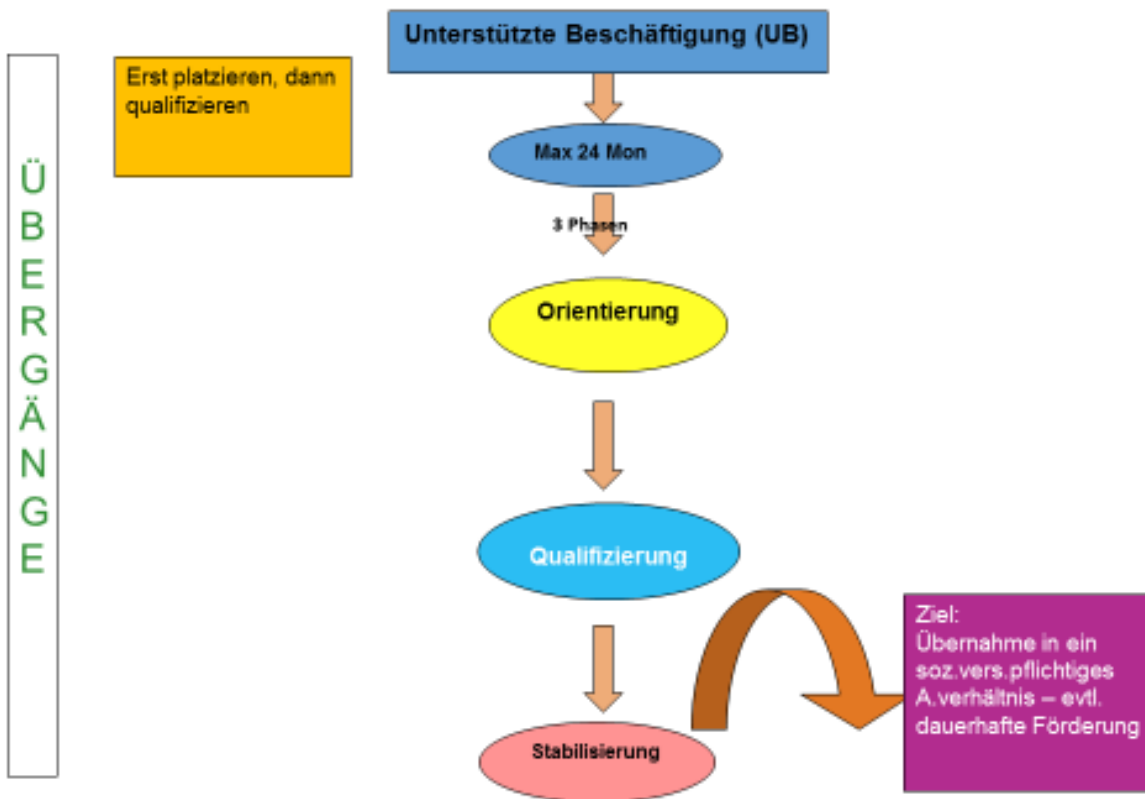 Unterstützte Beschäftigung (UB)
Erst platzieren, dann
qualifizieren
Max 24 Mon
3 Phasen
ÜBERGÄNGE
Orientierung
Qualifizierung
Ziel:
Übernahme in ein
soz.vers.pflichtiges
A.verhältnis – evtl.
dauerhafte Förderung
Stabilisierung